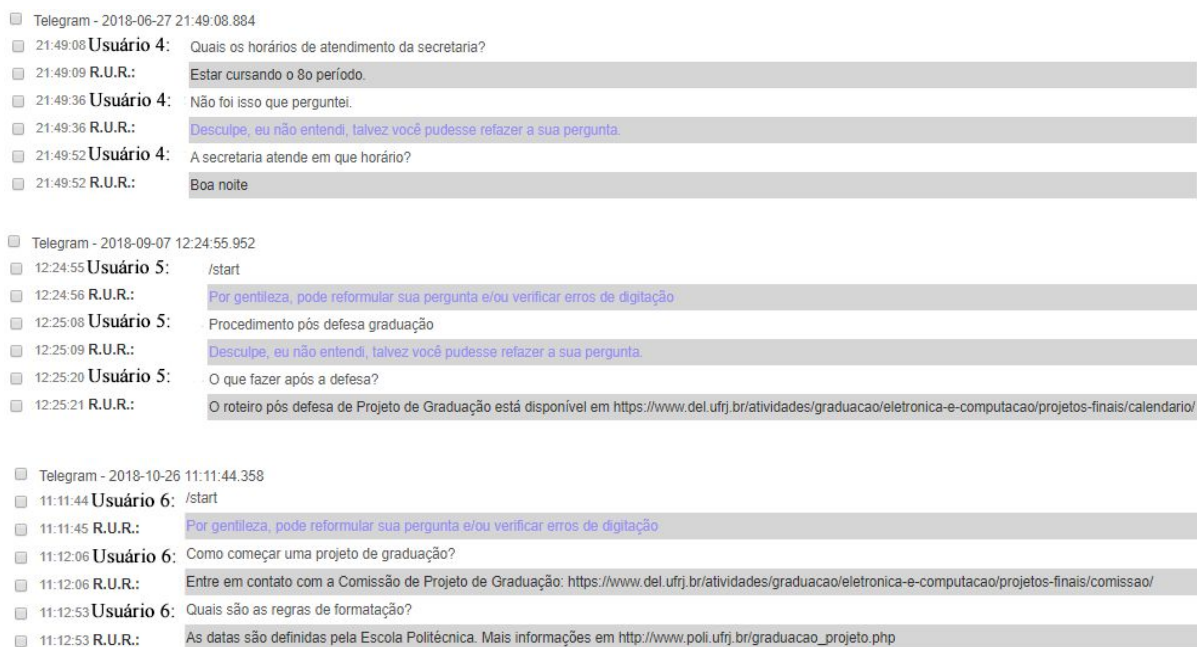 Telegram - 2018-06-27 21:49:08.884
21:49:08 Usuário 4: Quais os horários de atendimento da secretaria?
21:49:09 R.U.R.: Estar cursando o 8o período.
21:49:36 Usuário 4: Não foi isso que perguntei.
21:49:36 R.U.R.: Desculpe, eu não entendi, talvez você pudesse refazer a sua pergunta.
21:49:52 Usuário 4: A secretaria atende em que horário?
21:49:52 R.U.R.: Boa noite
Telegram - 2018-09-07 12:24:55.952
12:24:55 Usuário 5: /start
12:24:56 R.U.R.: Por gentileza, pode reformular sua pergunta e/ou verificar erros de digitação
12:25:08 Usuário 5: Procedimento pós defesa graduação
12:25:09 R.U.R.: Desculpe, eu não entendi, talvez você pudesse refazer a sua pergunta.
12:25:20 Usuário 5: O que fazer após a defesa?
12:25:21 R.U.R.: O roteiro pós defesa de Projeto de Graduação está disponível em https://www.del.ufrj.br/atividades/graduacao/eletronica-e-computacao/projetos-finais/calendario/
Telegram - 2018-10-26 11:11:44.358
11:11:44 Usuário 6: /start
11:11:45 R.U.R.: Por gentileza, pode reformular sua pergunta e/ou verificar erros de digitação
11:12:06 Usuário 6: Como começar uma projeto de graduação?
11:12:06 R.U.R.: Entre em contato com a Comissão de Projeto de Graduação: https://www.del.ufrj.br/atividades/graduacao/eletronica-e-computacao/projetos-finais/comissao/
11:12:53 Usuário 6: Quais são as regras de formatação?
11:12:53 R.U.R.: As datas são definidas pela Escola Politécnica. Mais informações em http://www.poli.ufrj.br/graduacao_projeto.php